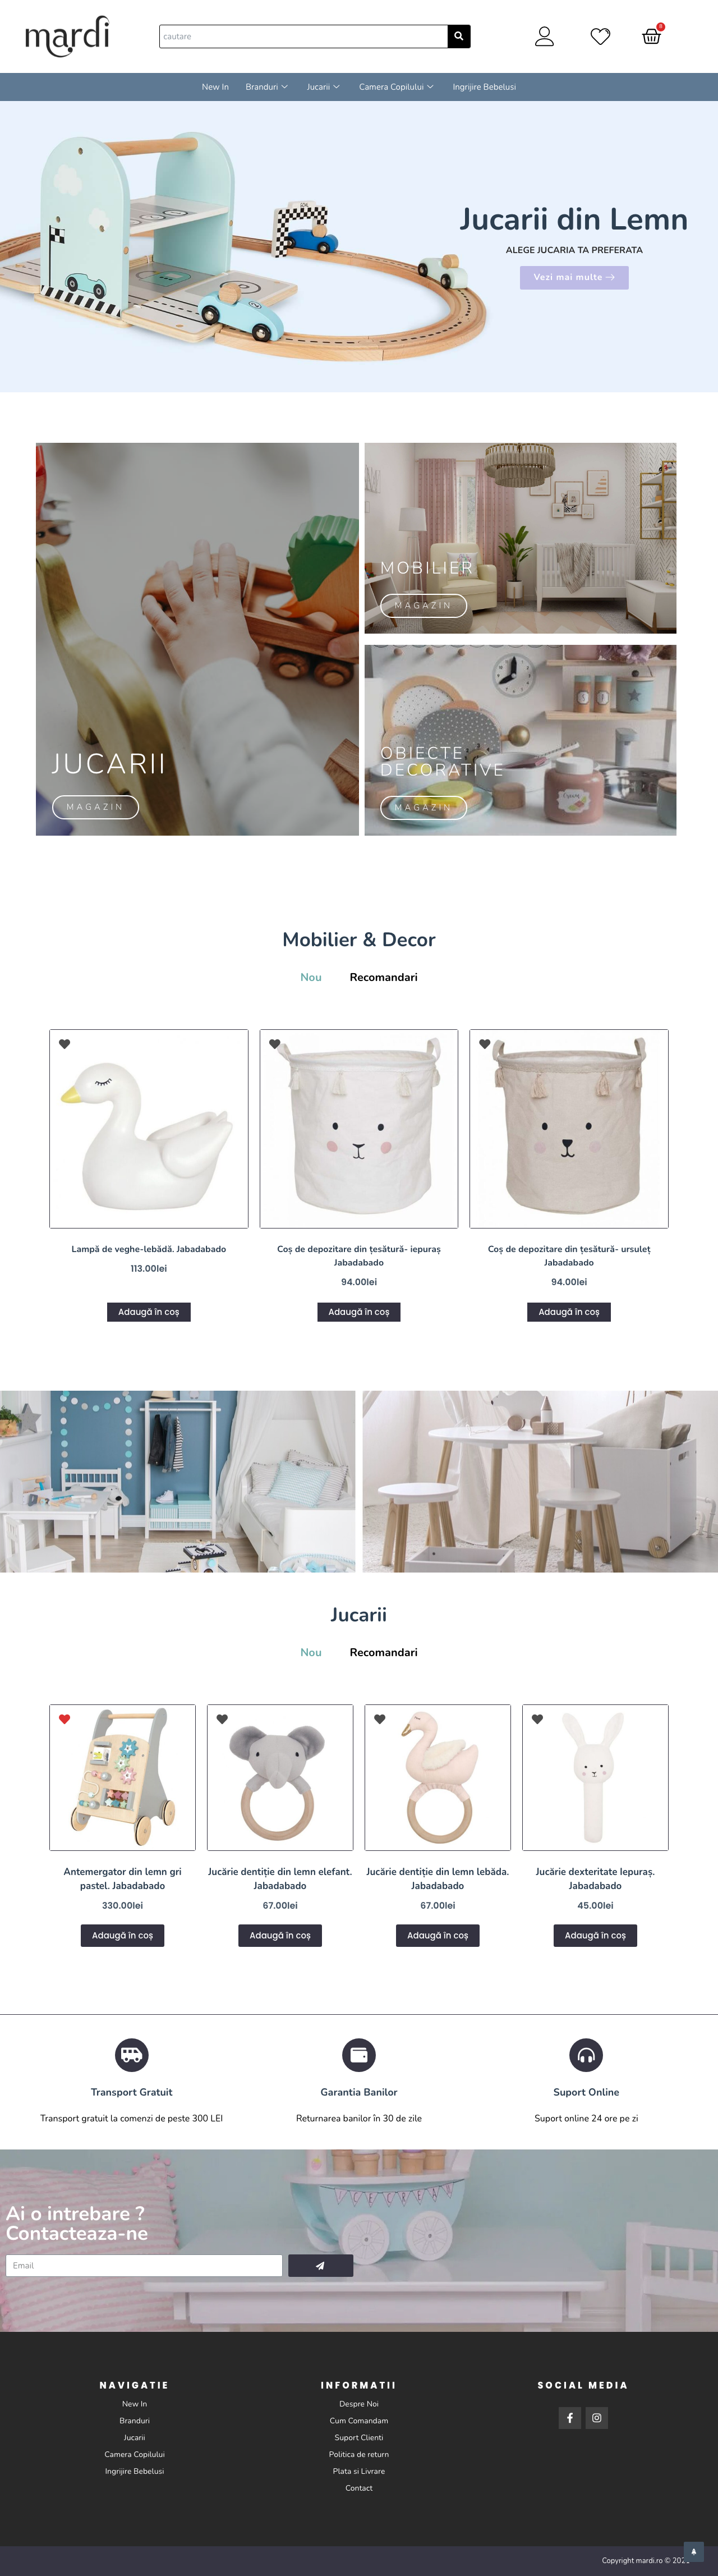 mardi
cautare
0
New In
Branduri
Jucarii
Camera Copilului
Ingrijire Bebelusi
Jucarii din Lemn
ALEGE JUCARIA TA PREFERATA
Vezi mai multe
JUCARII
MAGAZIN
MOBILIER
MAGAZIN
OBIECTE
DECORATIVE
MAGAZIN
Mobilier & Decor
Nou
Recomandari
Lampă de veghe-lebădă. Jabadabado
113.00lei
Adaugă în coș
Coș de depozitare din țesătură- iepuraș
Jabadabado
94.00lei
Adaugă în coș
Coș de depozitare din țesătură- ursuleț
Jabadabado
94.00lei
Adaugă în coș
Jucarii
Nou
Recomandari
Antemergator din lemn gri
pastel. Jabadabado
330.00lei
Adaugă în coș
Jucărie dentiție din lemn elefant.
Jabadabado
67.00lei
Adaugă în coș
Jucărie dentiție din lemn lebăda.
Jabadabado
67.00lei
Adaugă în coș
Jucărie dexteritate Iepuraș.
Jabadabado
45.00lei
Adaugă în coș
Transport Gratuit
Transport gratuit la comenzi de peste 300 LEI
Garantia Banilor
Returnarea banilor în 30 de zile
Suport Online
Suport online 24 ore pe zi
Ai o intrebare ?
Contacteaza-ne
Email
NAVIGATIE
New In
Branduri
Jucarii
Camera Copilului
Ingrijire Bebelusi
INFORMATII
Despre Noi
Cum Comandam
Suport Clienti
Politica de return
Plata si Livrare
Contact
SOCIAL MEDIA
Copyright mardi.ro © 2021